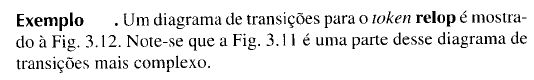 Exemplo . Um diagrama de transições para o token relop é mostra-
do à Fig. 3.12. Note-se que a Fig. 3.11 é uma parte desse diagrama de
transições mais complexo.